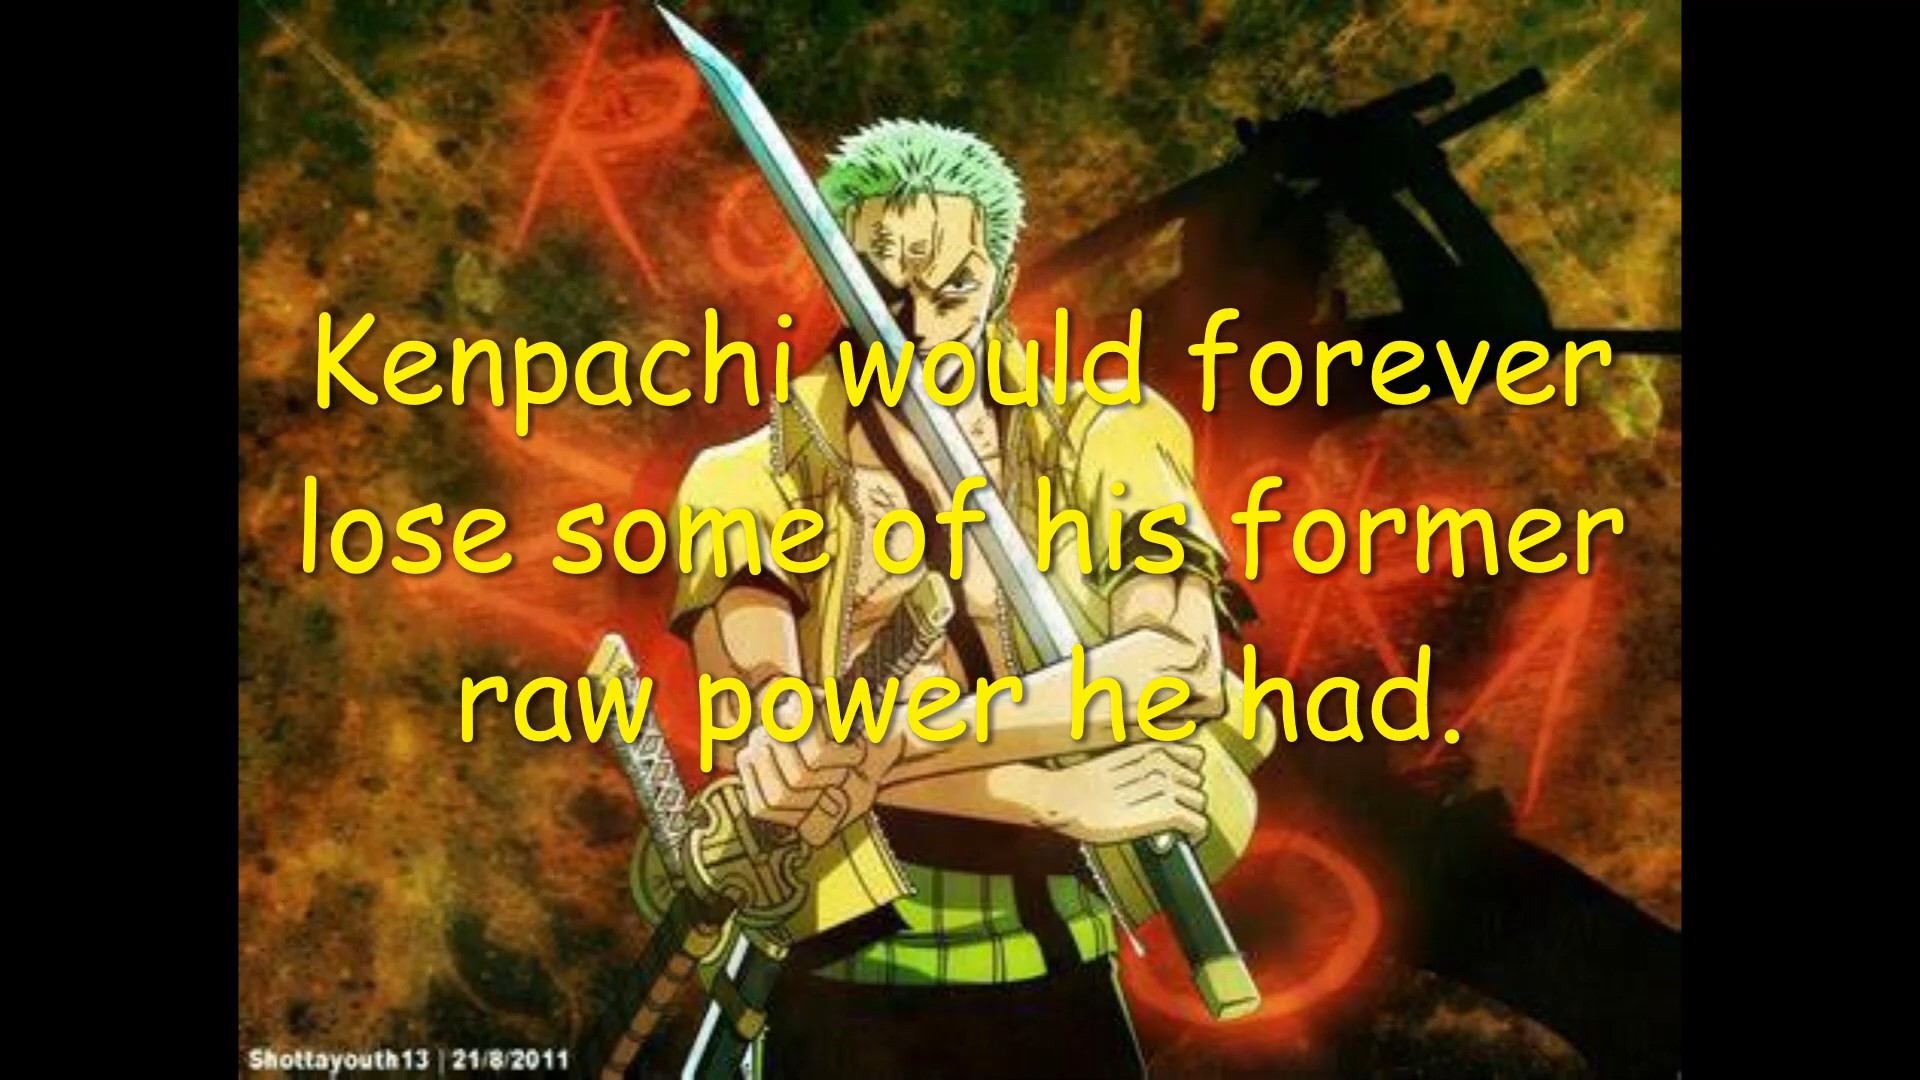 Kenpachi would forever
lose some of his former
raw power he had.
Shottayouth13 | 21/8/2011